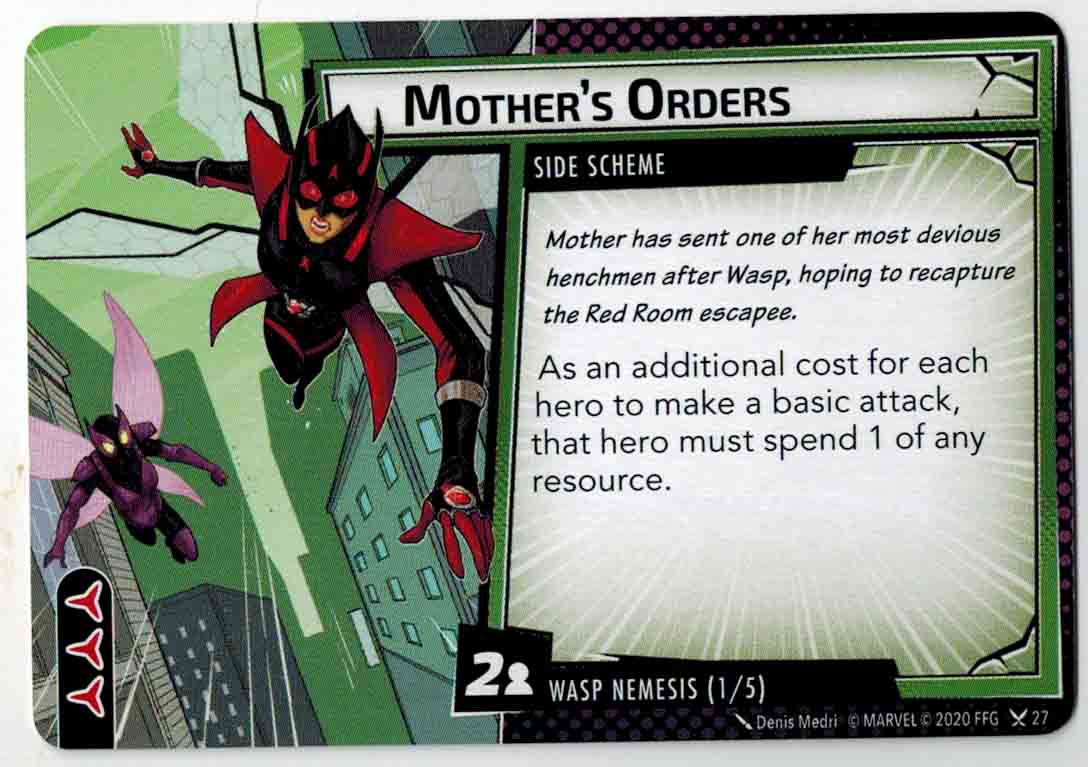 MOTHER'S ORDERS
SIDE SCHEME
Mother has sent one of her most devious
henchmen after Wasp, hoping to recapture
the Red Room escapee.
As an additional cost for each
hero to make a basic attack,
that hero must spend 1 of any
resource.
2
WASP NEMESIS (1/5)
Denis Medri © MARVEL © 2020 FFG 27